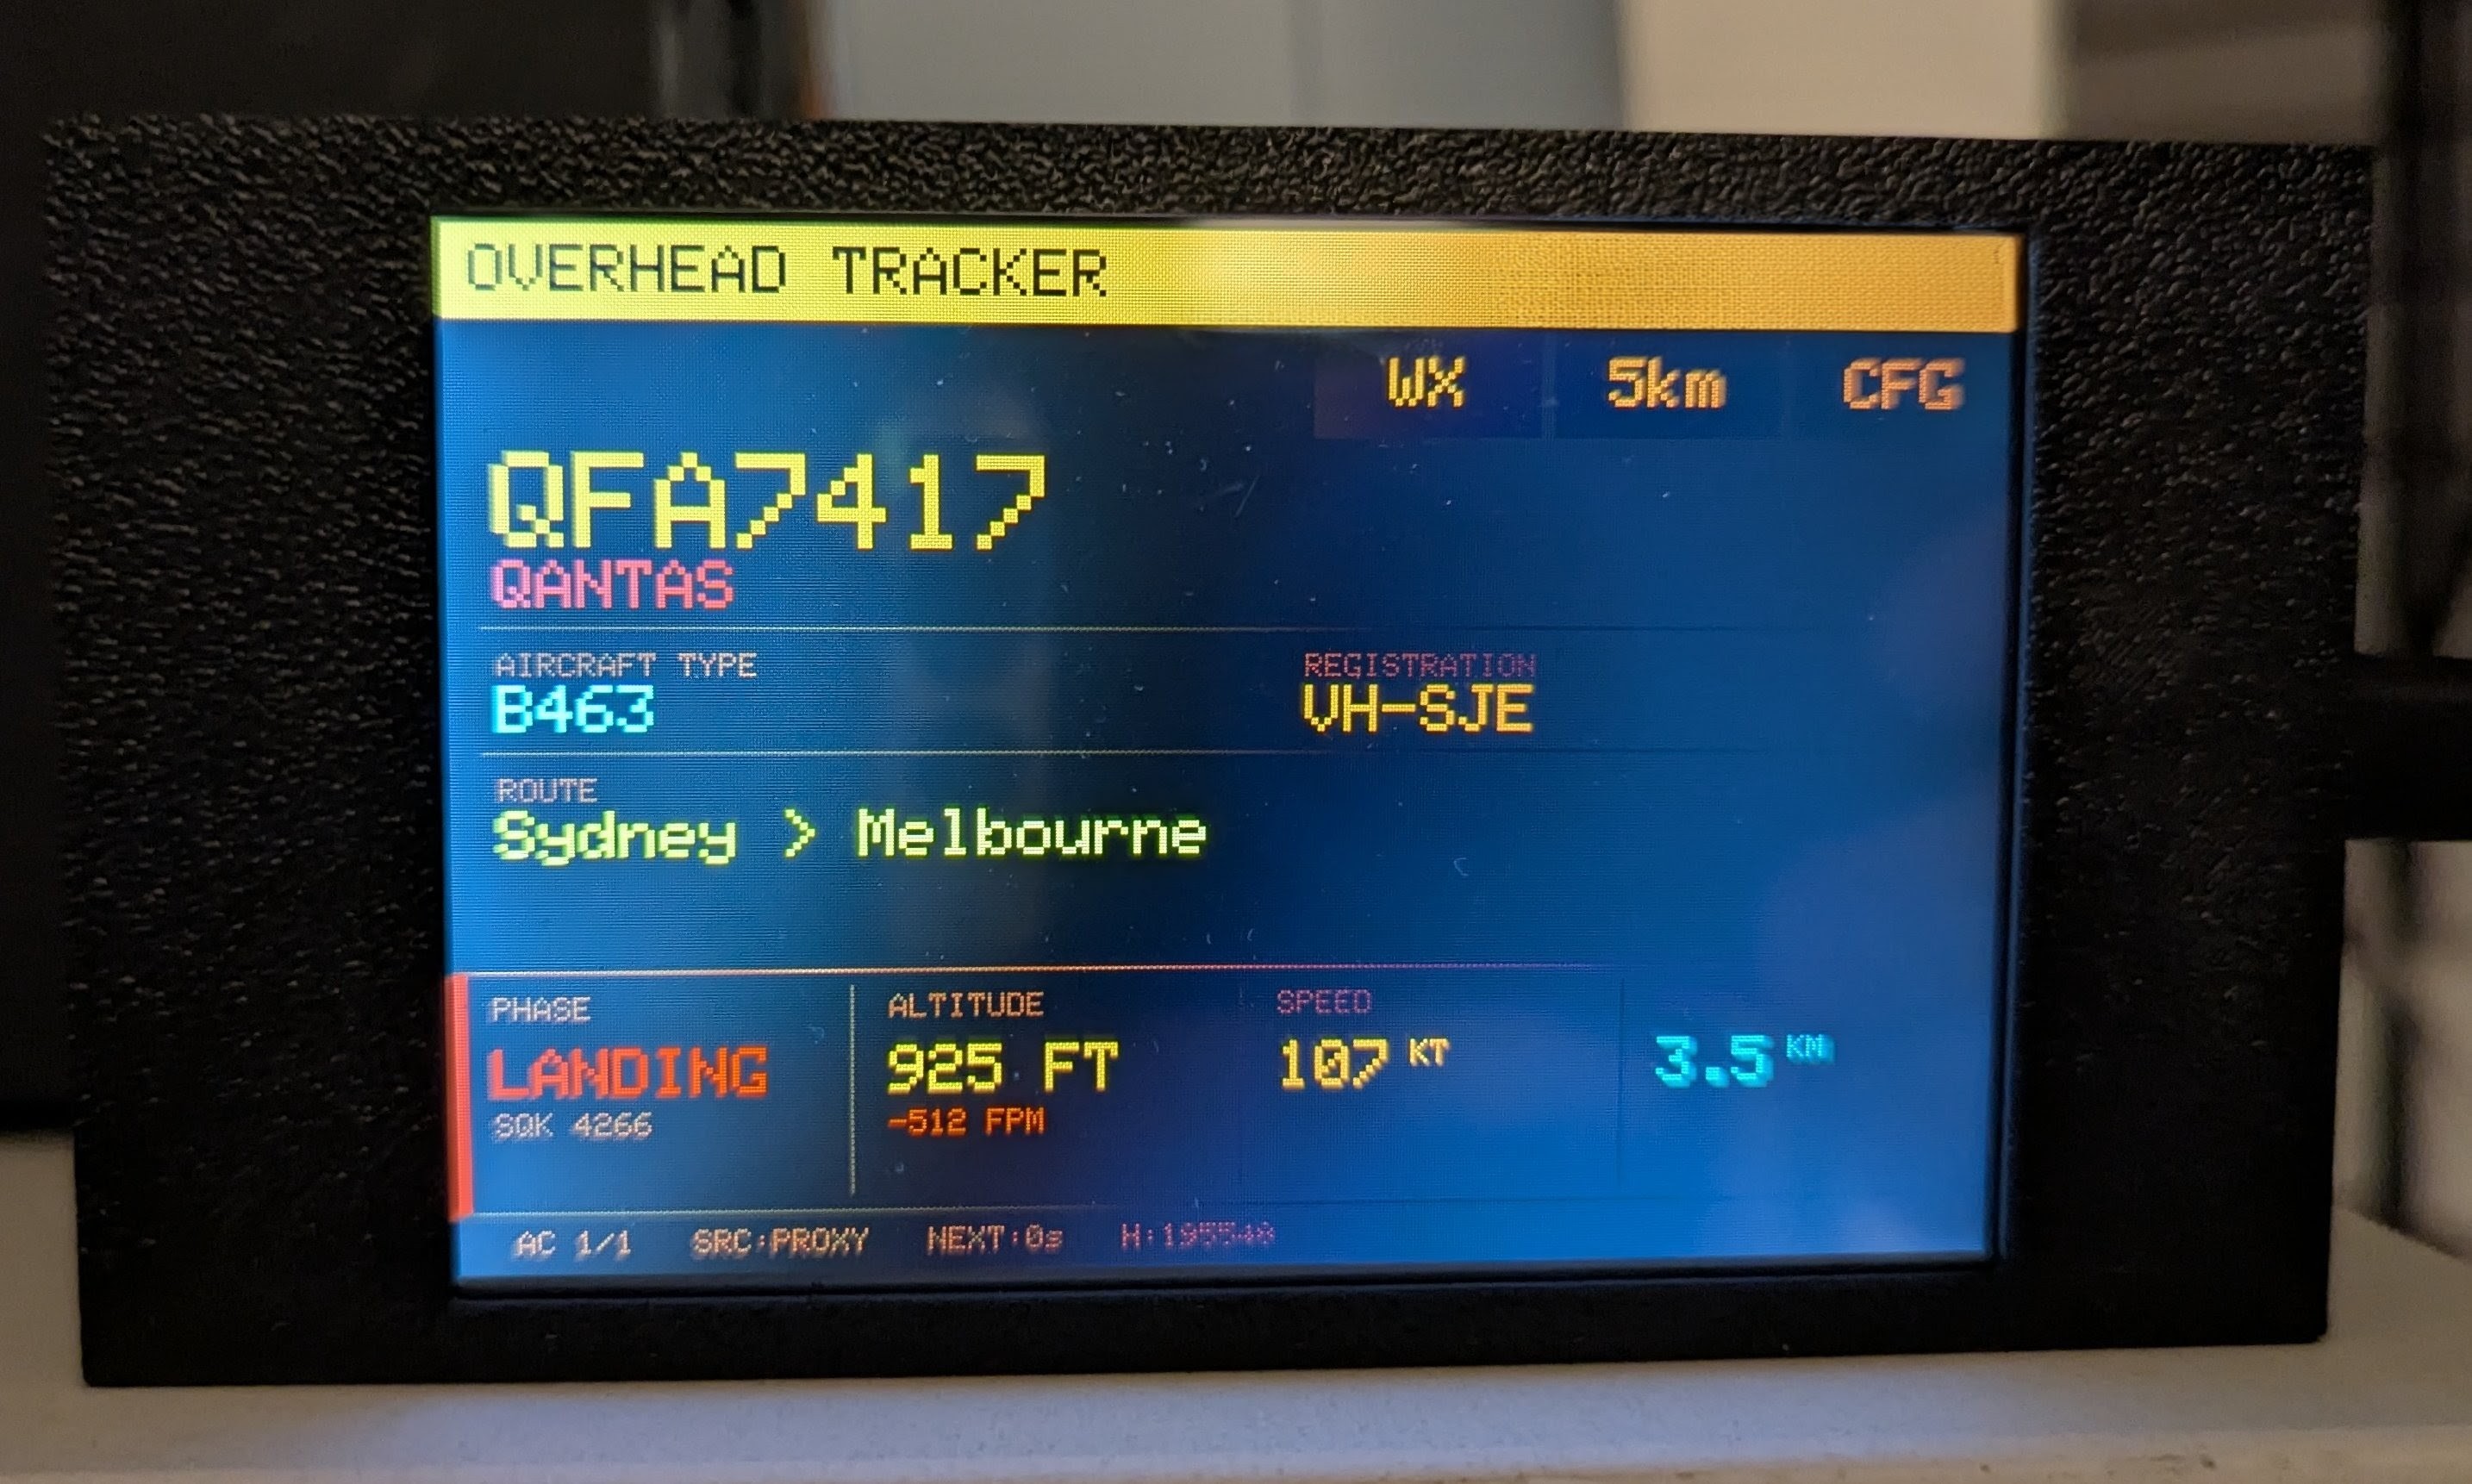 OVERHEAD TRACKER
WX 5km CFG
QFA7417
QANTAS
AIRCRAFT TYPE REGISTRATION
B463 VH-SJE
ROUTE
Sydney > Melbourne
PHASE ALTITUDE SPEED
LANDING 925 FT 107 KT 3.5 KM
SQK 4266 -512 FPM
AC 1/1 SRC:PROXY NEXT:0s